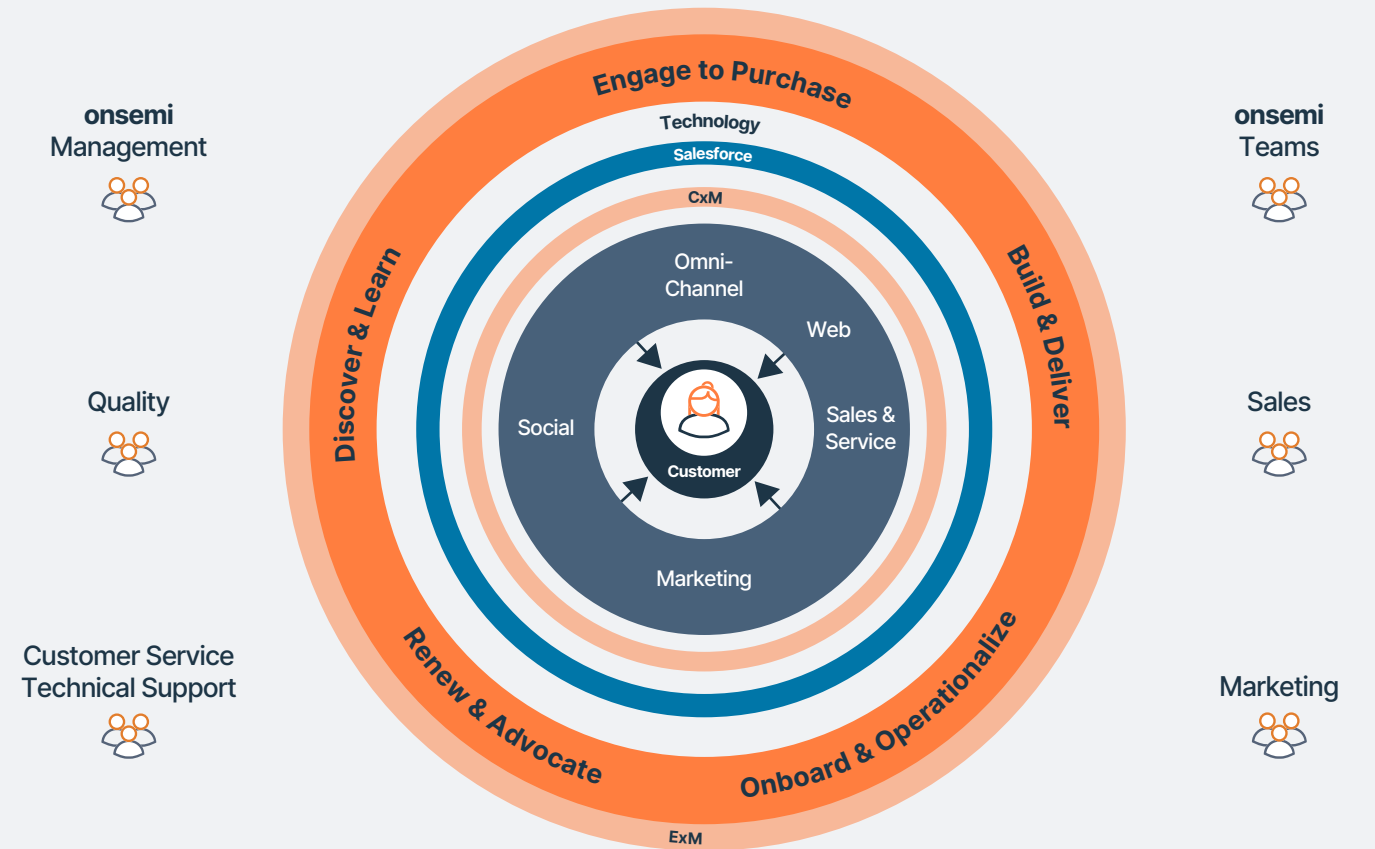 Engage to Purchase
Technology
Salesforce
CxM
onsemi
Management
onsemi
Teams
Discover & Learn
Build & Deliver
Omni-
Channel
Web
Social
Sales &
Service
Customer
Marketing
Quality
Sales
Renew & Advocate
Onboard & Operationalize
Customer Service
Technical Support
Marketing
ExM